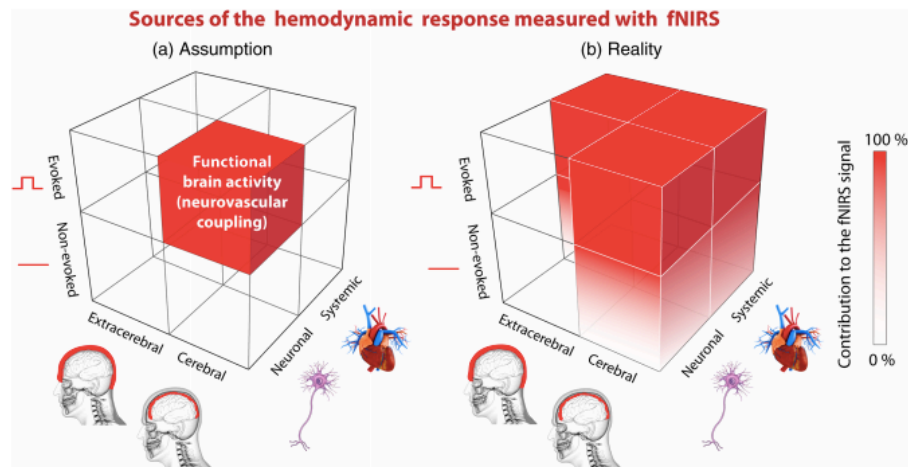 Sources of the hemodynamic response measured with fNIRS
(a) Assumption
Evoked
Non-evoked
Functional
brain activity
(neurovascular
coupling)
Extracerebral
Cerebral
Neuronal
Systemic
(b) Reality
Evoked
Non-evoked
Extracerebral
Cerebral
Neuronal
Systemic
Contribution to the fNIRS signal
100 %
0 %